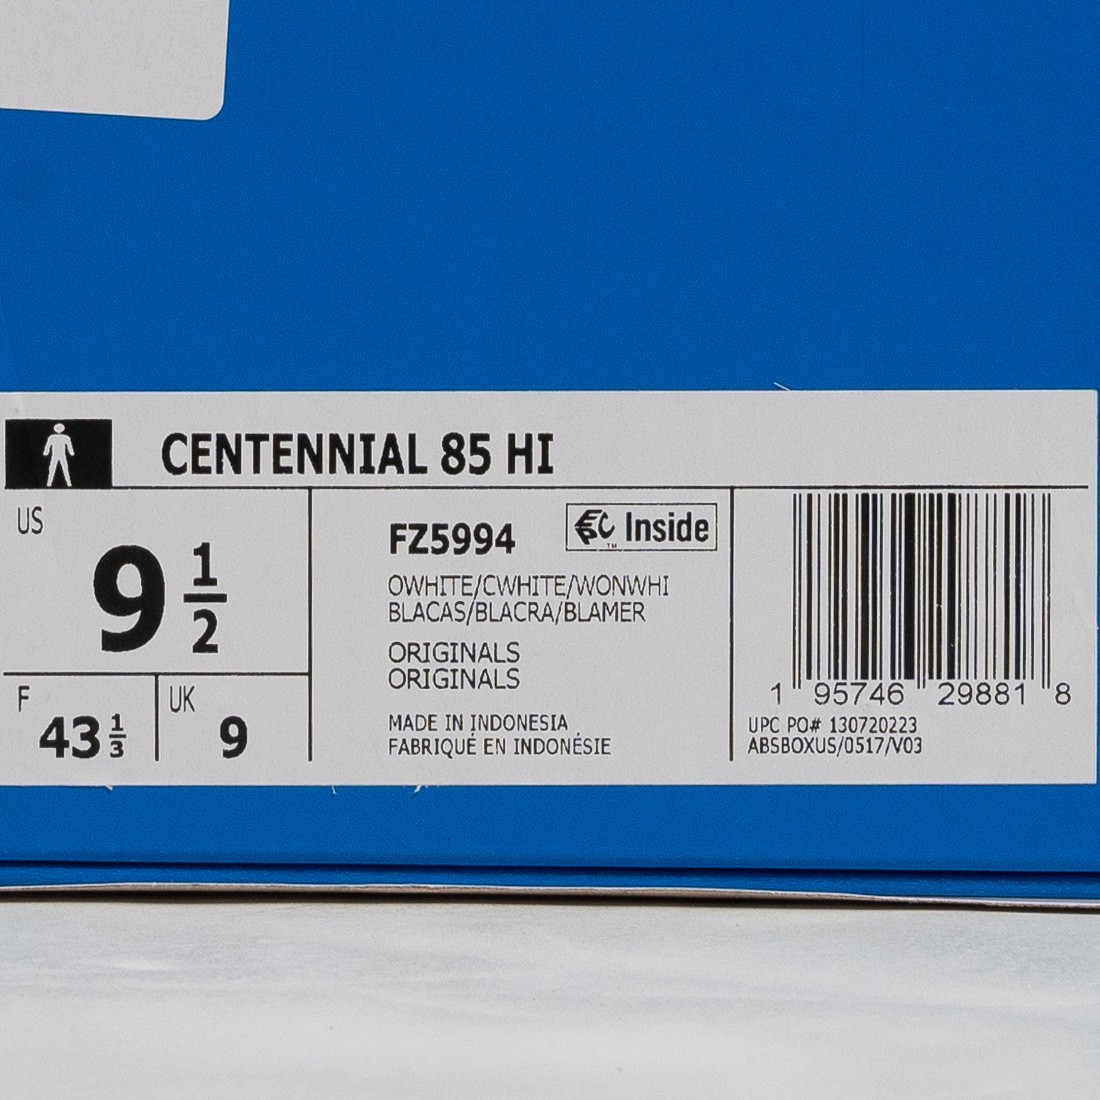 CENTENNIAL 85 HI
US
9 1/2
F
43 1/3
UK
9
FZ5994
Inside
OWHITE/CWHITE/WONWHI
BLACAS/BLACRA/BLAMER
ORIGINALS
ORIGINALS
MADE IN INDONESIA
FABRIQUÉ EN INDONÉSIE
1 95746 29881 8
UPC PO# 130720223
ABSBOXUS/0517/V03